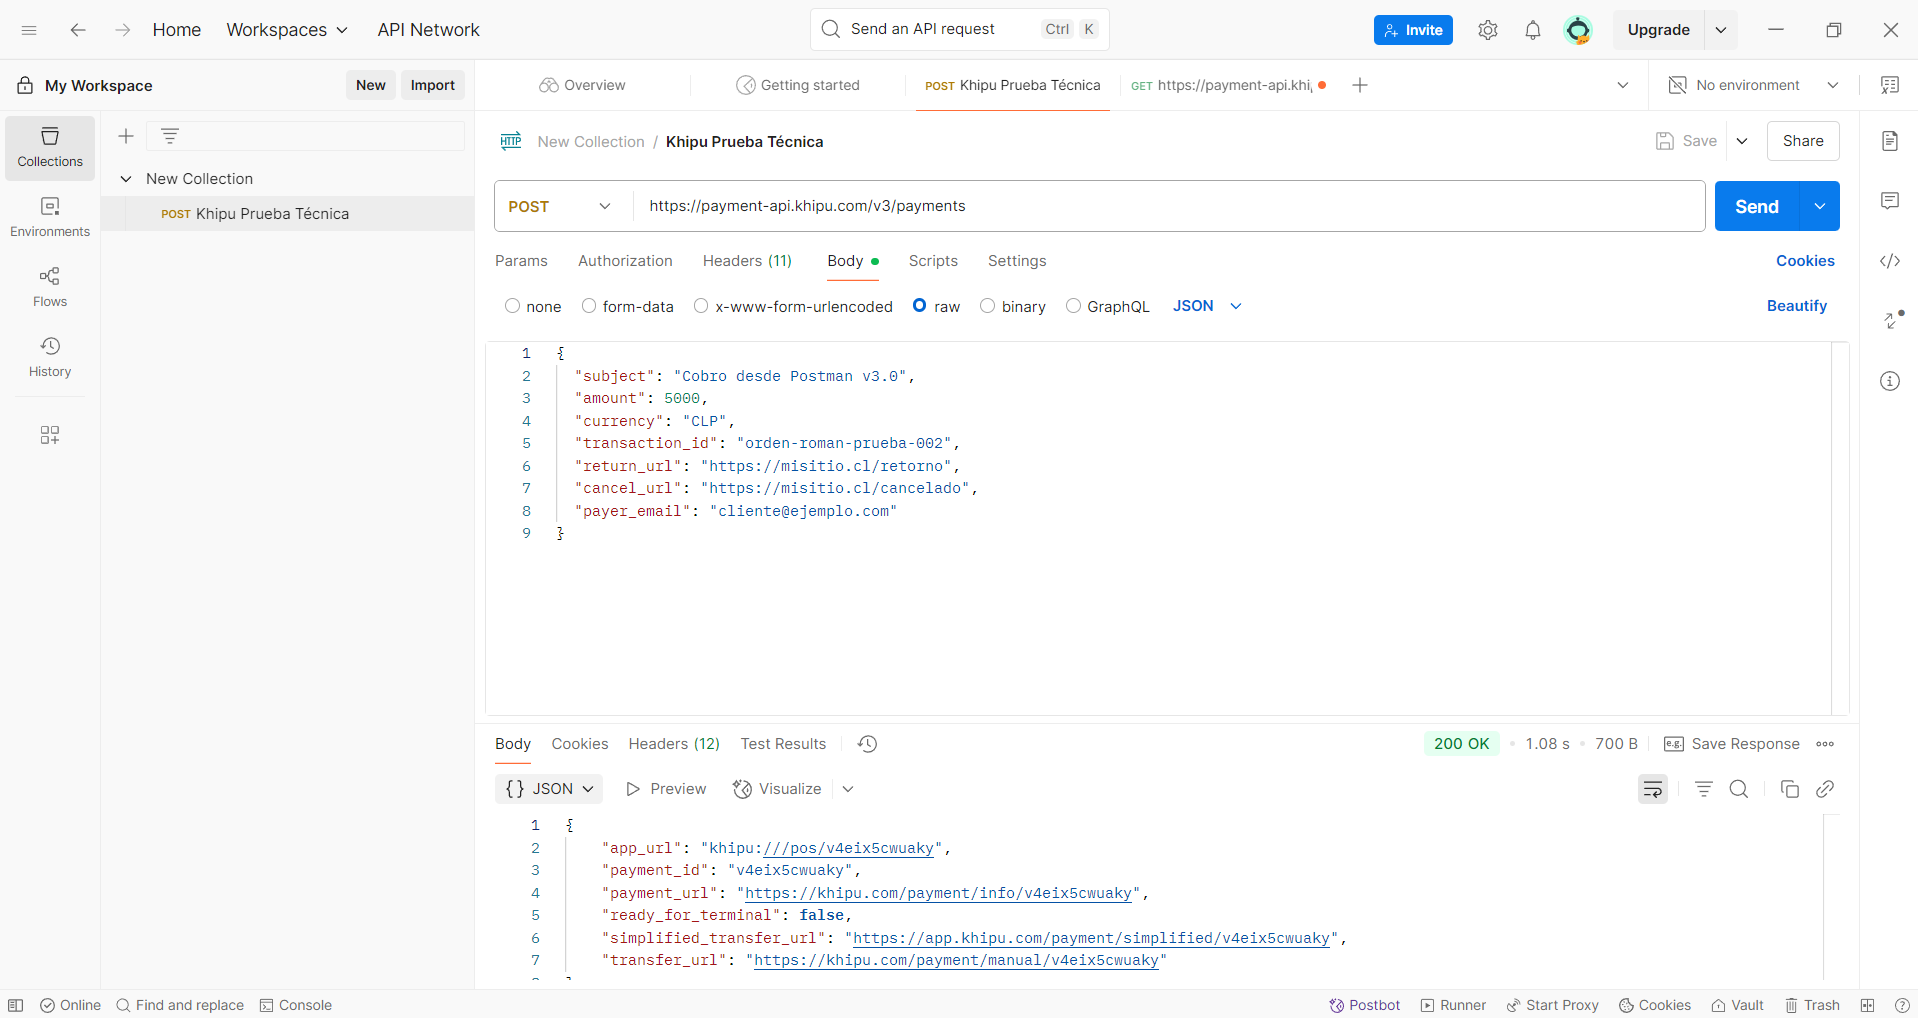 Home Workspaces API Network Send an API request Ctrl K Invite Upgrade
My Workspace New Import Overview Getting started POST Khipu Prueba Técnica GET https://payment-api.khi No environment
Collections
Environments
Flows
History
New Collection
POST Khipu Prueba Técnica
HTTP New Collection / Khipu Prueba Técnica Save Share
POST https://payment-api.khipu.com/v3/payments Send
Params Authorization Headers (11) Body Scripts Settings Cookies
none form-data x-www-form-urlencoded raw binary GraphQL JSON Beautify
1 {
2 "subject": "Cobro desde Postman v3.0",
3 "amount": 5000,
4 "currency": "CLP",
5 "transaction_id": "orden-roman-prueba-002",
6 "return_url": "https://misitio.cl/retorno",
7 "cancel_url": "https://misitio.cl/cancelado",
8 "payer_email": "cliente@ejemplo.com"
9 }
Body Cookies Headers (12) Test Results 200 OK 1.08 s 700 B e.g. Save Response
{} JSON Preview Visualize
1 {
2 "app_url": "khipu:///pos/v4eix5cwuaky",
3 "payment_id": "v4eix5cwuaky",
4 "payment_url": "https://khipu.com/payment/info/v4eix5cwuaky",
5 "ready_for_terminal": false,
6 "simplified_transfer_url": "https://app.khipu.com/payment/simplified/v4eix5cwuaky",
7 "transfer_url": "https://khipu.com/payment/manual/v4eix5cwuaky"
Online Find and replace Console Postbot Runner Start Proxy Cookies Vault Trash